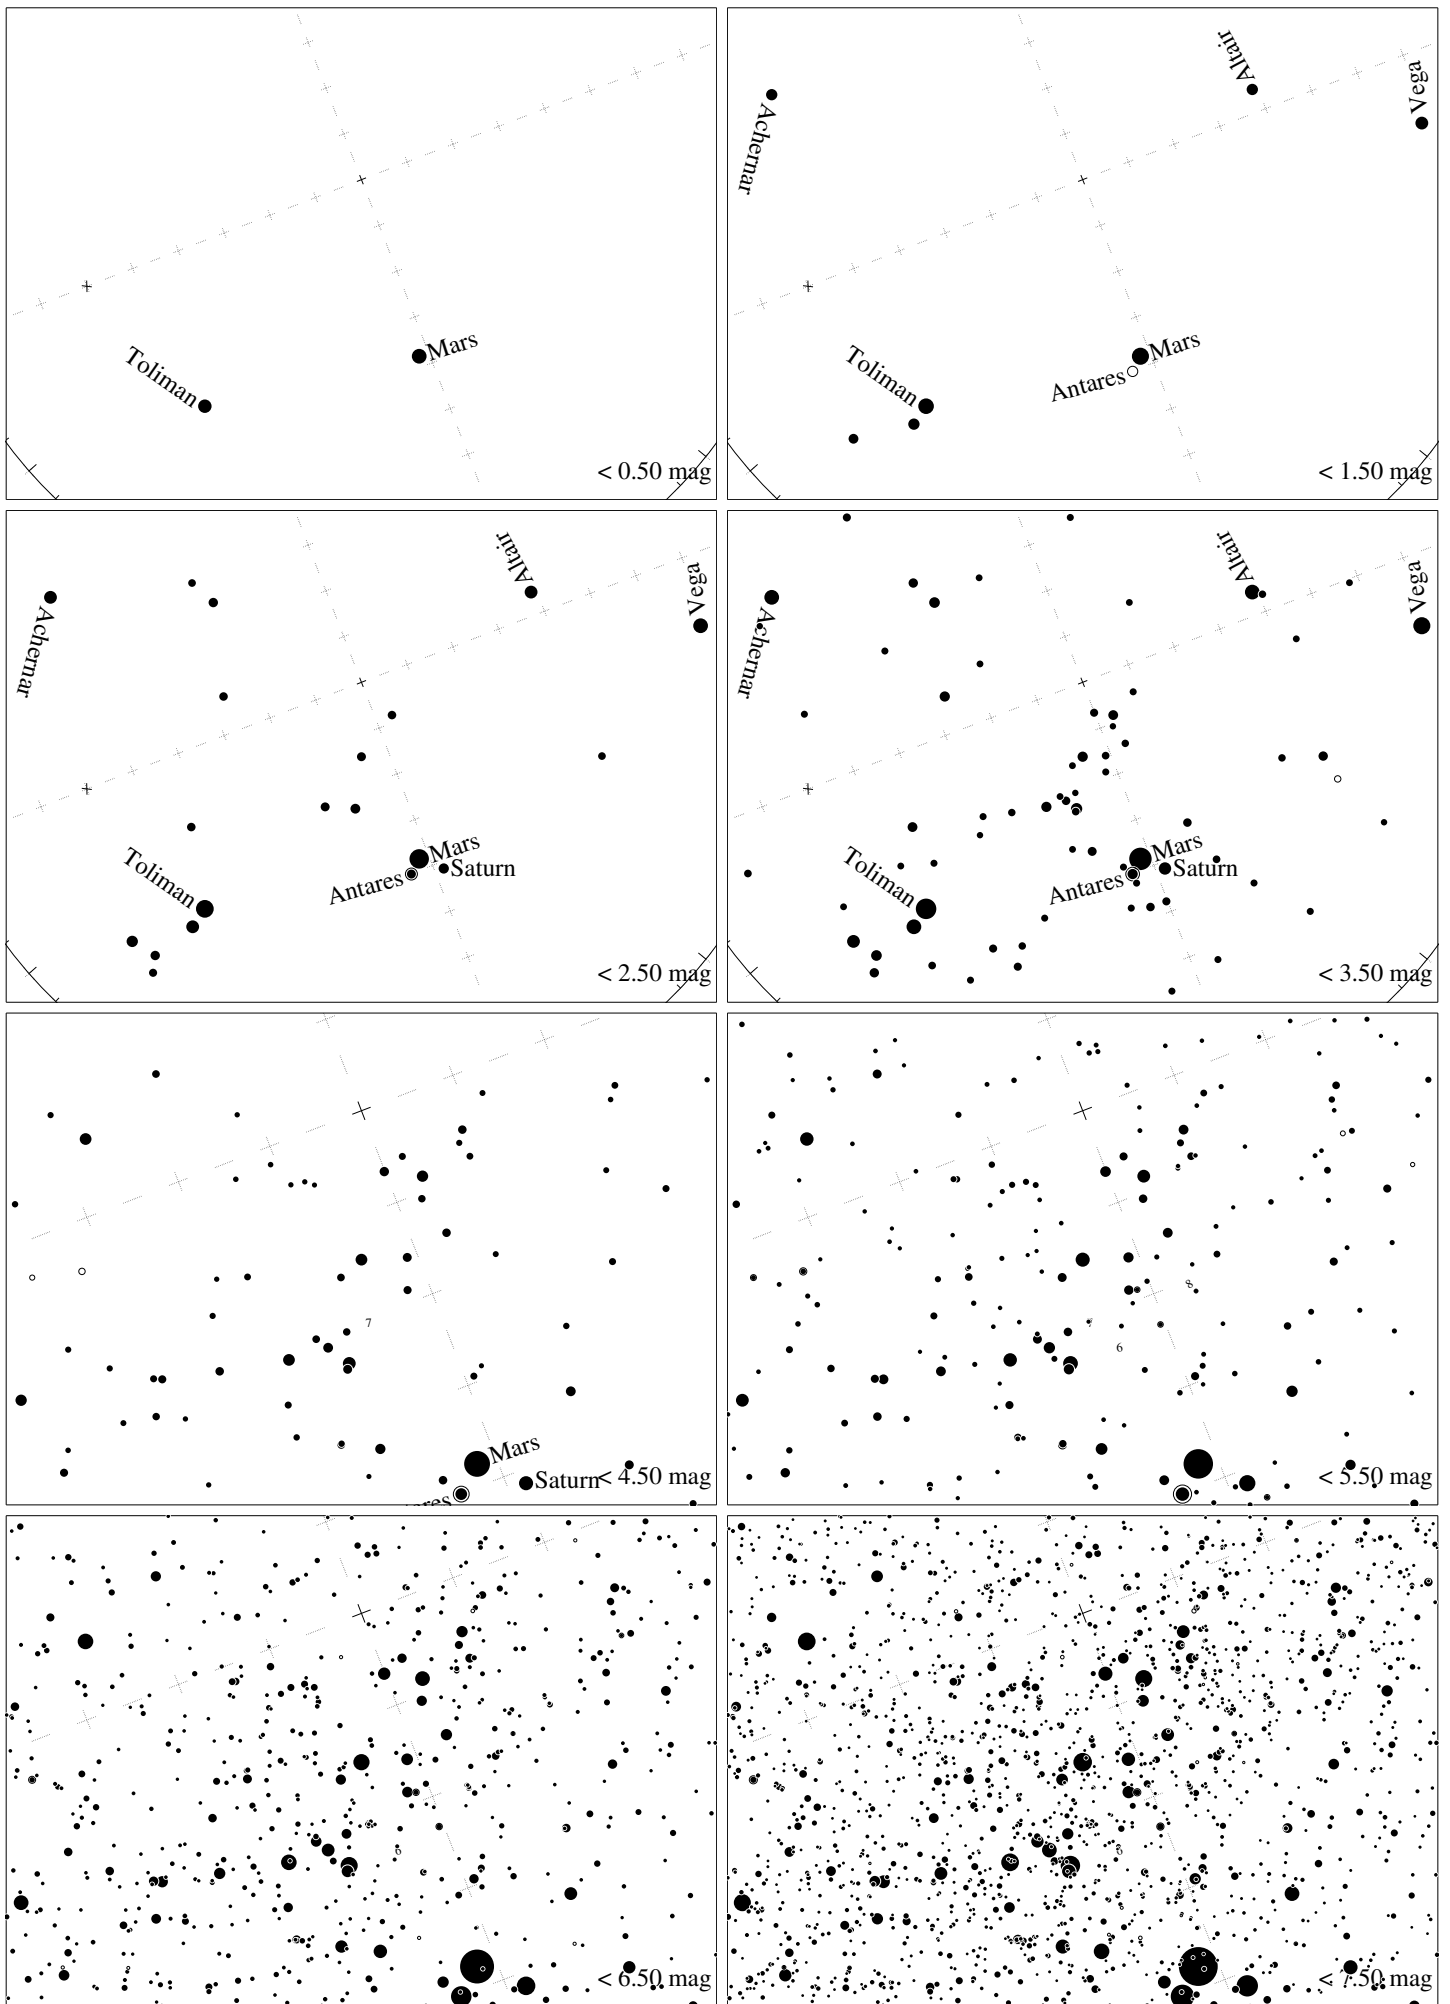 Toliman
Mars
< 0.50 mag
Achernar
Altair
Vega
Toliman
Mars
Antares
< 1.50 mag
Achernar
Altair
Vega
Toliman
Mars
Saturn
Antares
< 2.50 mag
Achernar
Altair
Vega
Toliman
Mars
Saturn
Antares
< 3.50 mag
7
Mars
Saturn
ares
< 4.50 mag
8
7
6
< 5.50 mag
6
< 6.50 mag
6
< 7.50 mag